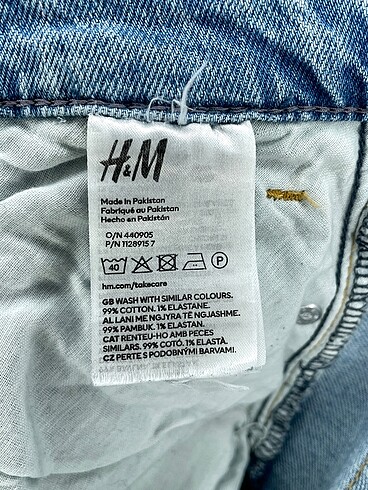 H&M
Made in Pakistan
Fabriqué au Pakistan
Hecho en Pakistán
O/N 440905
P/N 1128915 7
40 P
hm.com/takecare
GB WASH WITH SIMILAR COLOURS.
99% COTTON. 1% ELASTANE.
AL LANI ME NGJYRA TË NGJASHME.
99% PAMBUK. 1% ELASTAN.
CAT RENTEU-HO AMB PECES
SIMILARS. 99% COTÓ. 1% ELASTÀ.
CZ PERTE S PODOBNÝMI BARVAMI.